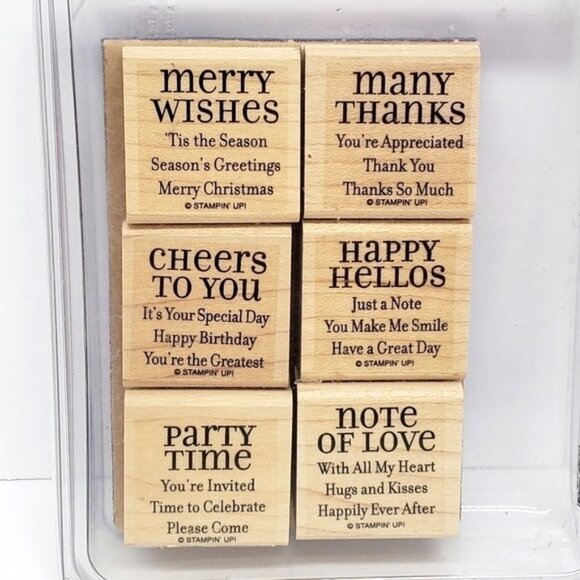 merry
WISHES
'Tis the Season
Season's Greetings
Merry Christmas
© STAMPIN' UP!
many
THANKS
You're Appreciated
Thank You
Thanks So Much
© STAMPIN' UP!
CHeers
TO YOU
It's Your Special Day
Happy Birthday
You're the Greatest
© STAMPIN' UP!
HAPPY
HELLOS
Just a Note
You Make Me Smile
Have a Great Day
© STAMPIN' UP!
PARTY
TIME
You're Invited
Time to Celebrate
Please Come
© STAMPIN' UP!
NOTE
OF LOVE
With All My Heart
Hugs and Kisses
Happily Ever After
© STAMPIN' UP!